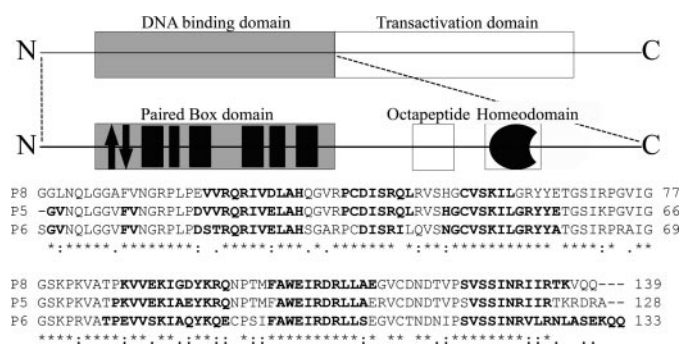 DNA binding domain Transactivation domain
N C
Paired Box domain Octapeptide Homeodomain
N C
P8 GGLNQLGGAFVNGRPLPEVVRQRIVDLAHQGVRPCDISRQLRVSHGCVSKILGRYYETGSIRPGVIG 77
P5 -GVNQLGGVFVNGRPLPDVVRQRIVELAHQGVRPCDISRQLRVSHGCVSKILGRYYETGSIKPGVIG 66
P6 SGVNQLGGVFVNGRPLPDSTRQRIVELAHSGARPCDISRILQVSNGCVSKILGRYYATGSIRPRAIG 69
P8 GSKPKVATPKVVEKIGDYKRQNPTMFAWEIRDRLLAEGVCDNDTVPSVSSINRIIRTKVQQ--- 139
P5 GSKPKVATPKVVEKIAEYKRQNPTMFAWEIRDRLLAERVCDNDTVPSVSSINRIIRTKRDRA-- 128
P6 GSKPRVATPEVVSKIAQYKQECPSIFAWEIRDRLLSEGVCTNDNIPSVSSINRVLRNLASEKQQ 133